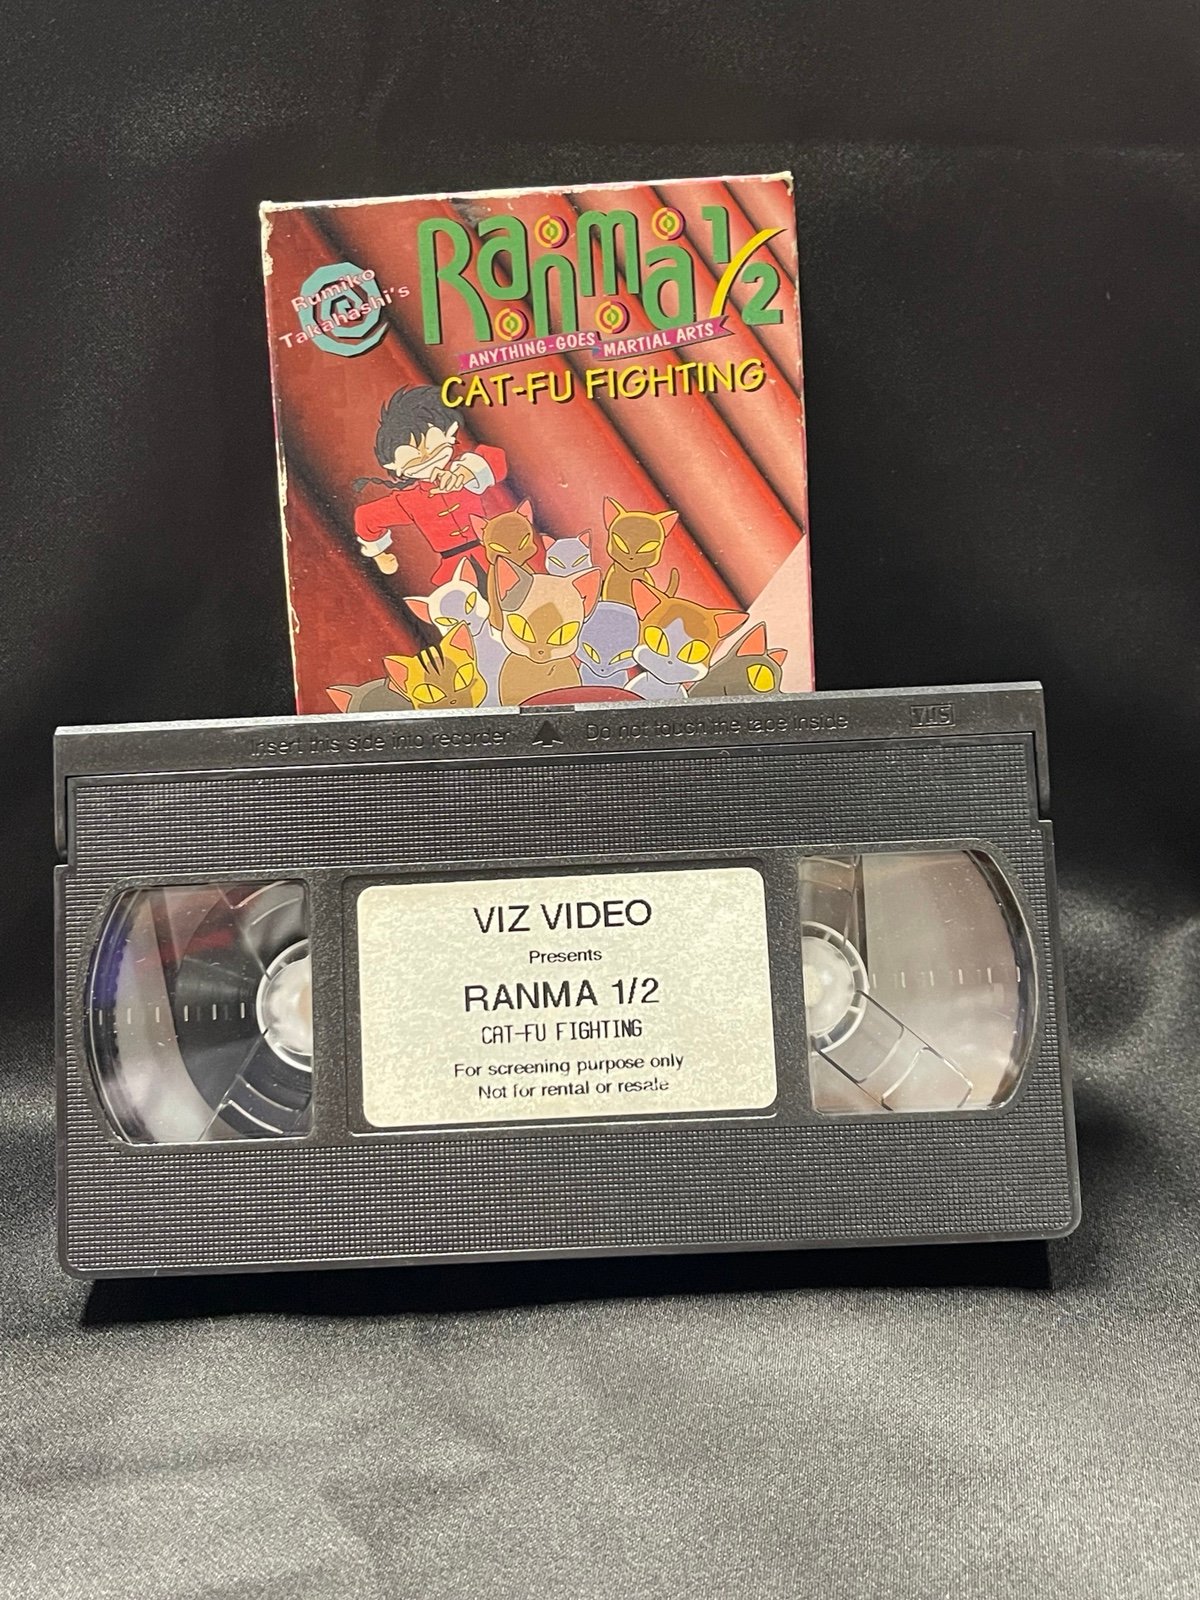 Rumiko
Takahashi's
Ranma 1/2
ANYTHING-GOES MARTIAL ARTS
CAT-FU FIGHTING
Insert this side into recorder
Do not touch the tape inside
VHS
VIZ VIDEO
Presents
RANMA 1/2
CAT-FU FIGHTING
For screening purpose only
Not for rental or resale